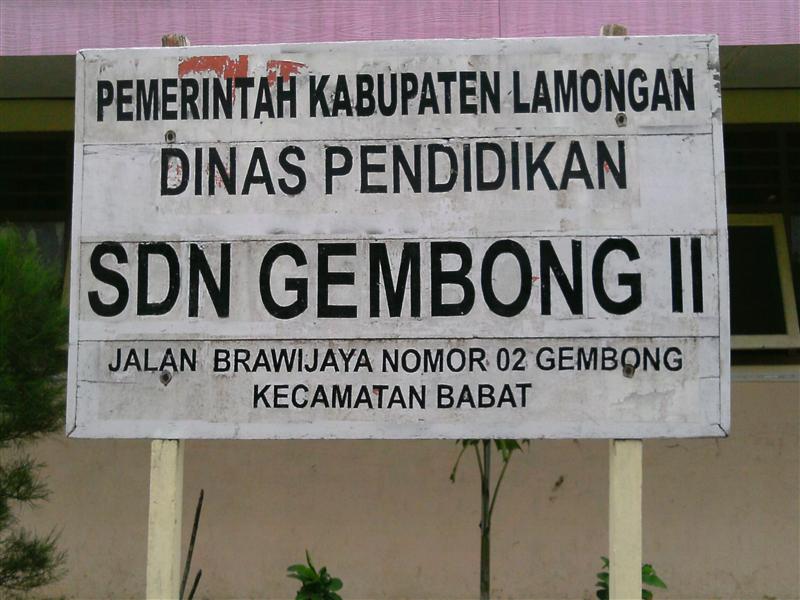 PEMERINTAH KABUPATEN LAMONGAN
DINAS PENDIDIKAN
SDN GEMBONG II
JALAN BRAWIJAYA NOMOR 02 GEMBONG
KECAMATAN BABAT